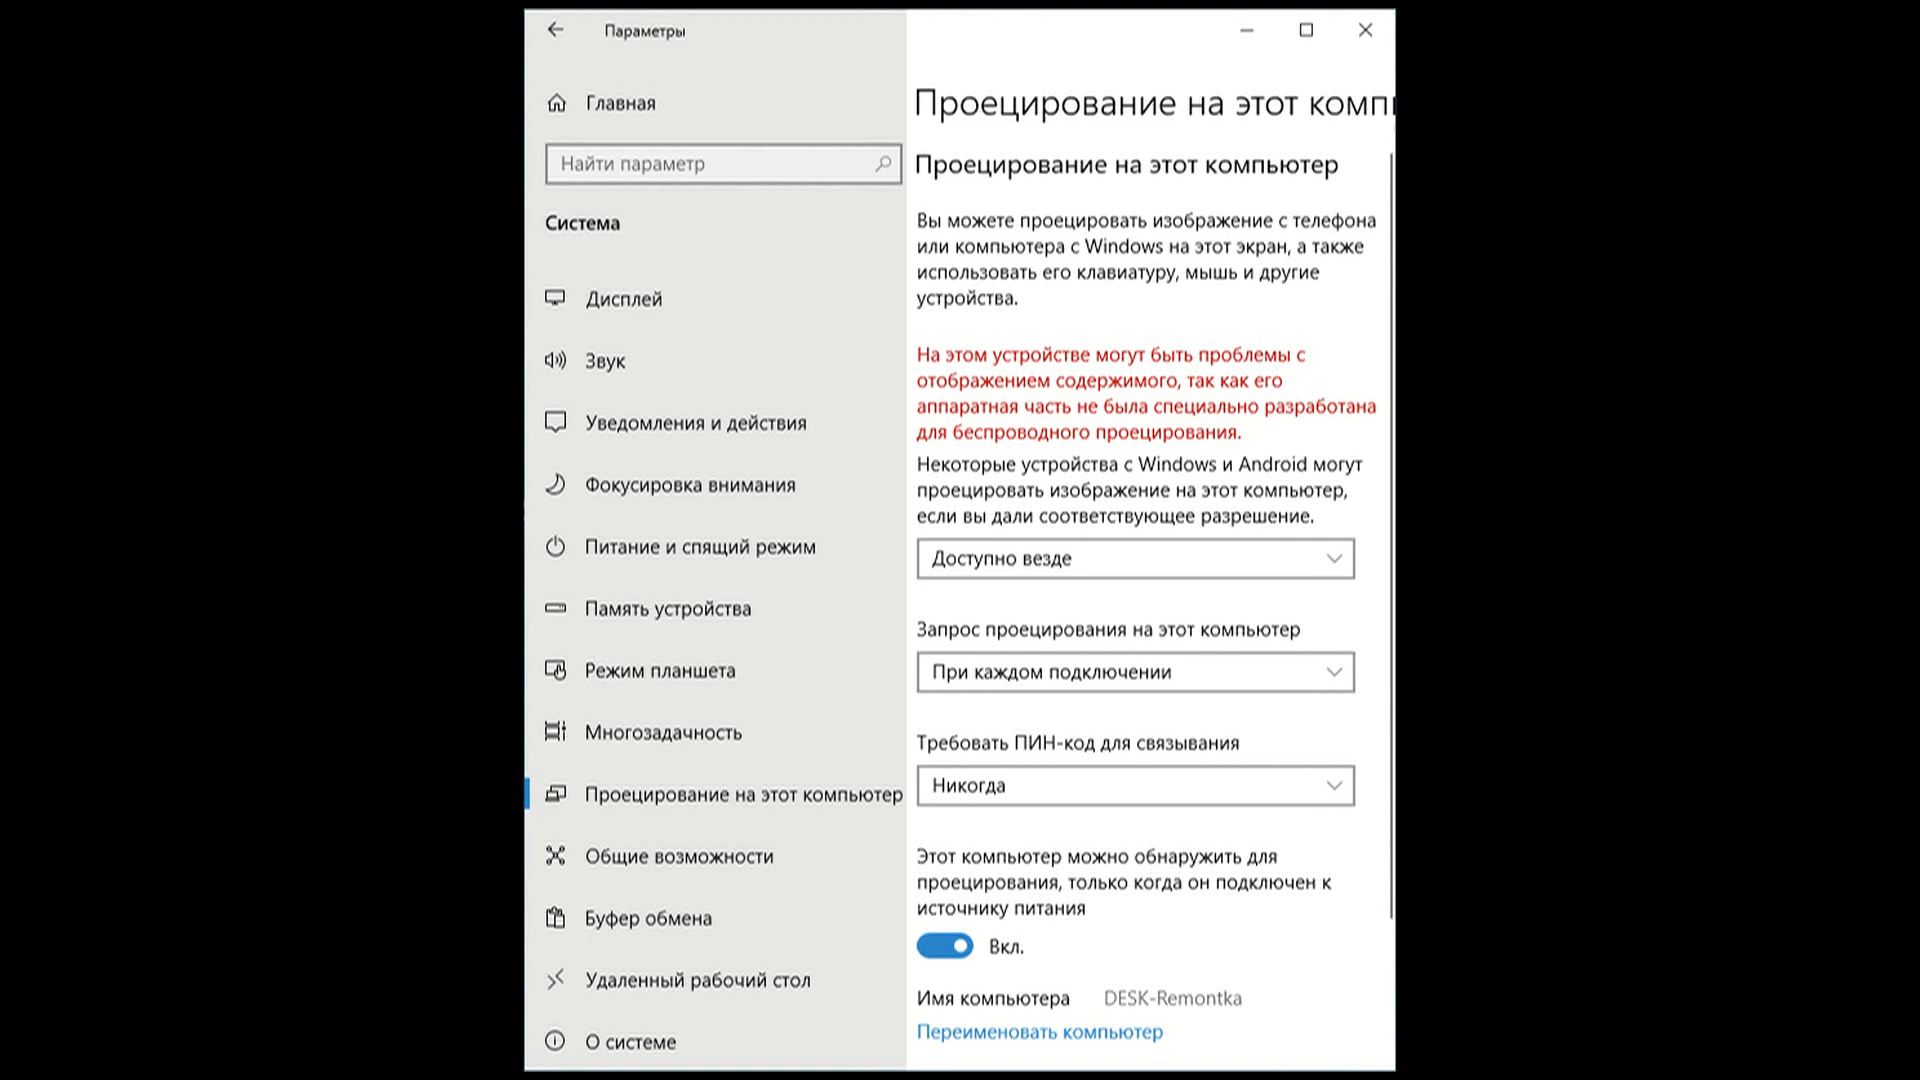 Параметры
Главная
Найти параметр
Система
Дисплей
Звук
Уведомления и действия
Фокусировка внимания
Питание и спящий режим
Память устройства
Режим планшета
Многозадачность
Проецирование на этот компьютер
Общие возможности
Буфер обмена
Удаленный рабочий стол
О системе
Проецирование на этот комп
Проецирование на этот компьютер
Вы можете проецировать изображение с телефона
или компьютера с Windows на этот экран, а также
использовать его клавиатуру, мышь и другие
устройства.
На этом устройстве могут быть проблемы с
отображением содержимого, так как его
аппаратная часть не была специально разработана
для беспроводного проецирования.
Некоторые устройства с Windows и Android могут
проецировать изображение на этот компьютер,
если вы дали соответствующее разрешение.
Доступно везде
Запрос проецирования на этот компьютер
При каждом подключении
Требовать ПИН-код для связывания
Никогда
Этот компьютер можно обнаружить для
проецирования, только когда он подключен к
источнику питания
Вкл.
Имя компьютера DESK-Remontka
Переименовать компьютер